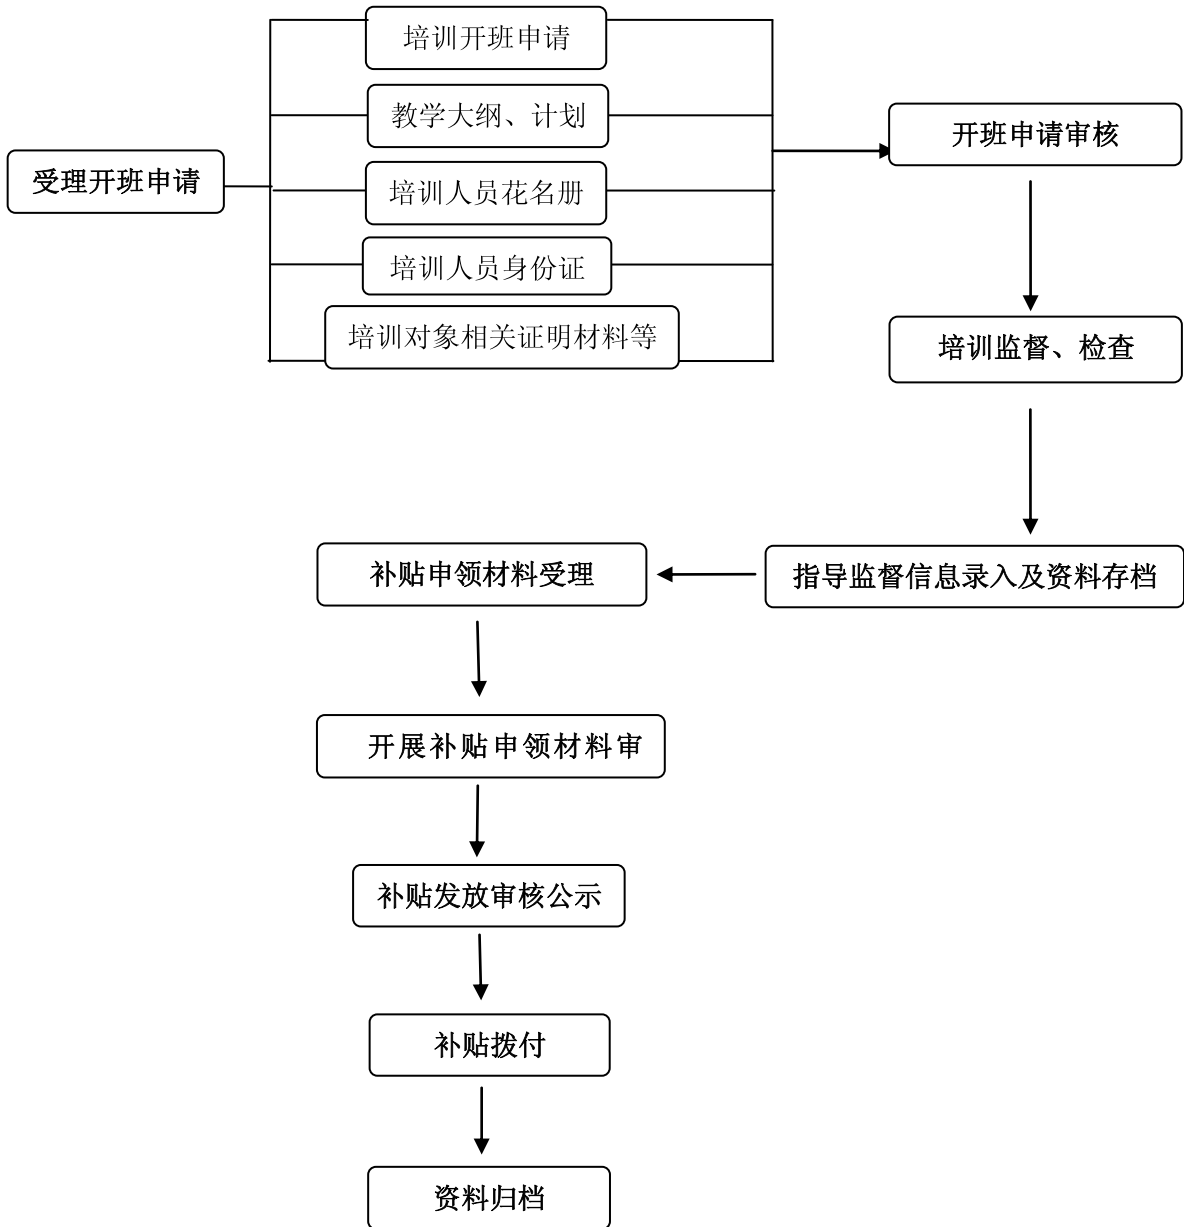 受理开班申请
培训开班申请
教学大纲、计划
培训人员花名册
培训人员身份证
培训对象相关证明材料等
开班申请审核
培训监督、检查
指导监督信息录入及资料存档
补贴申领材料受理
开展补贴申领材料审
补贴发放审核公示
补贴拨付
资料归档